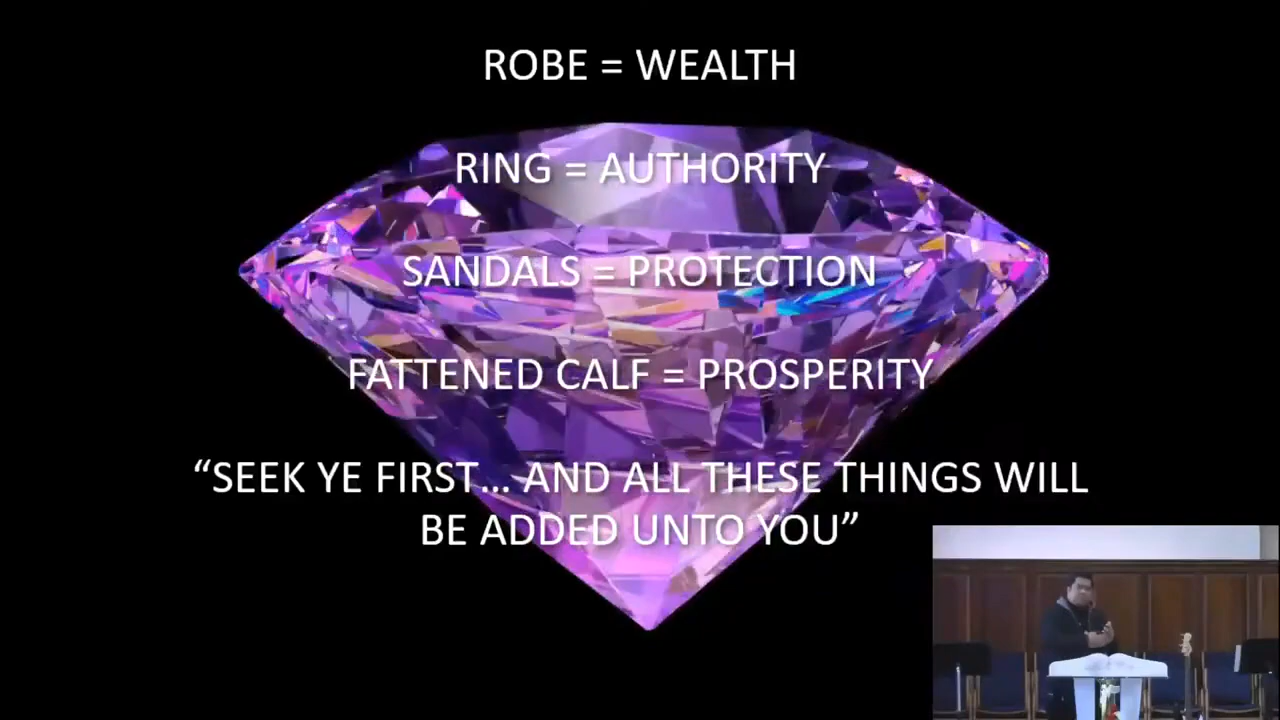 ROBE = WEALTH
RING = AUTHORITY
SANDALS = PROTECTION
FATTENED CALF = PROSPERITY
“SEEK YE FIRST... AND ALL THESE THINGS WILL
BE ADDED UNTO YOU”